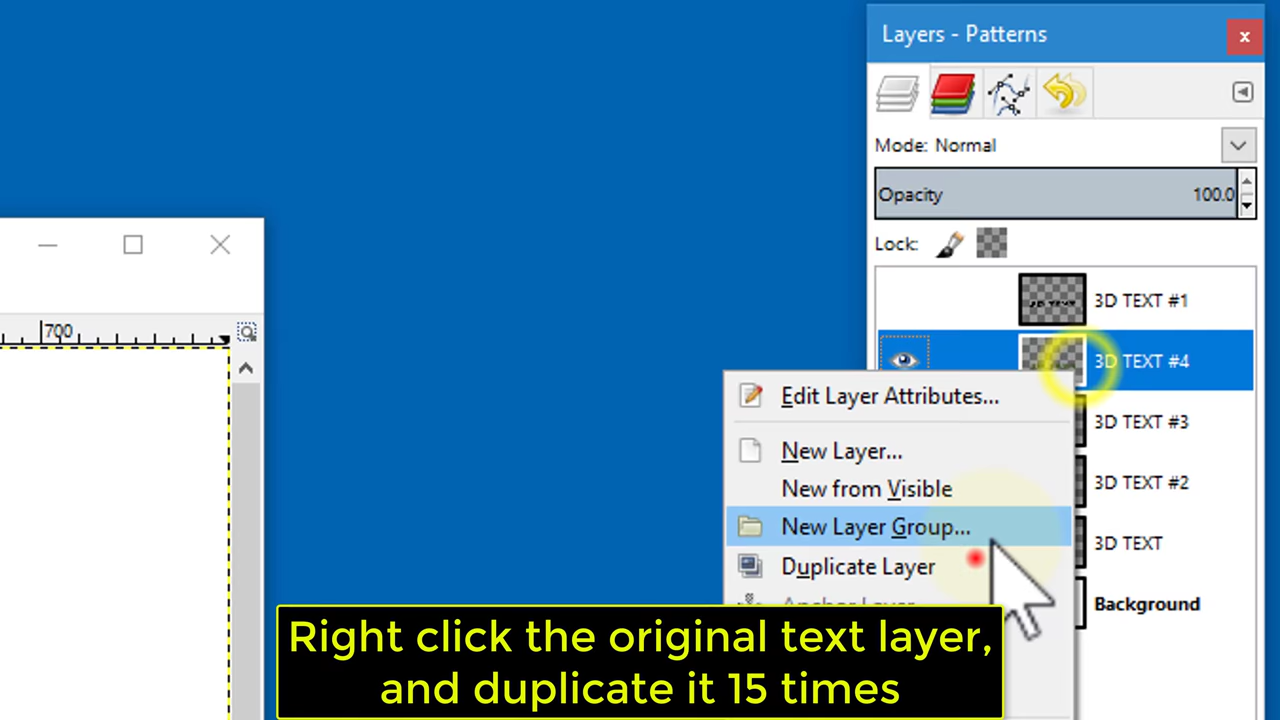 Layers - Patterns
x
Mode: Normal
Opacity 100.0
Lock:
3D TEXT #1
700
3D TEXT #4
Edit Layer Attributes...
3D TEXT #3
New Layer...
3D TEXT #2
New from Visible
New Layer Group...
3D TEXT
Duplicate Layer
Anchor Layer
Background
Right click the original text layer,
and duplicate it 15 times